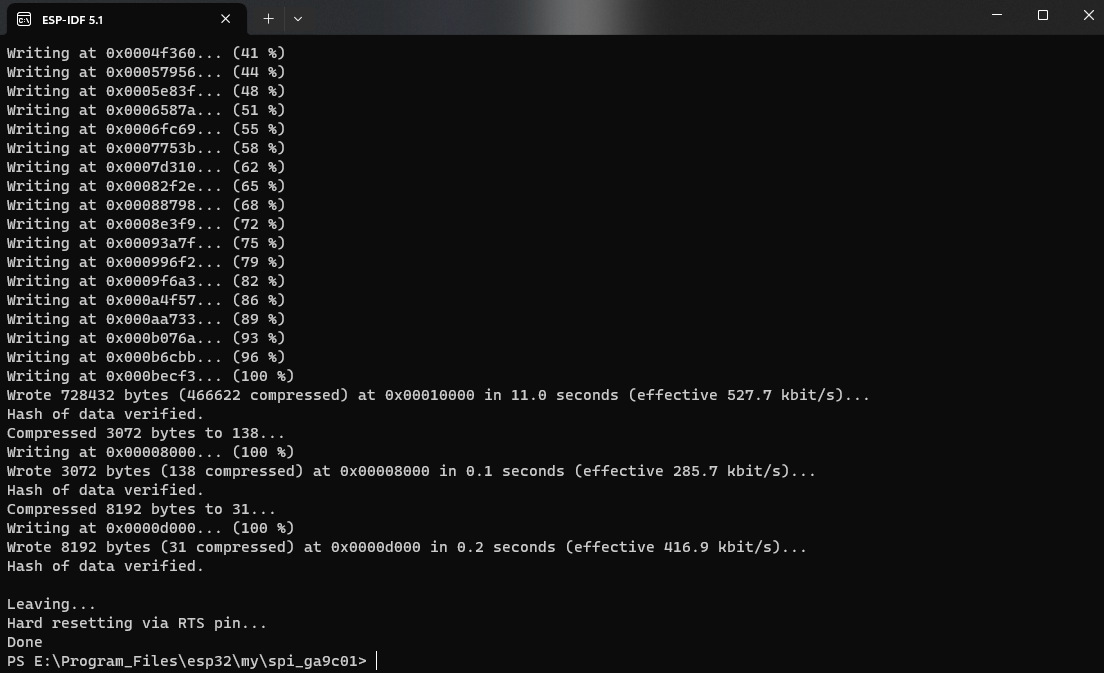 ESP-IDF 5.1
Writing at 0x0004f360... (41 %)
Writing at 0x00057956... (44 %)
Writing at 0x0005e83f... (48 %)
Writing at 0x0006587a... (51 %)
Writing at 0x0006fc69... (55 %)
Writing at 0x0007753b... (58 %)
Writing at 0x0007d310... (62 %)
Writing at 0x00082f2e... (65 %)
Writing at 0x00088798... (68 %)
Writing at 0x0008e3f9... (72 %)
Writing at 0x00093a7f... (75 %)
Writing at 0x000996f2... (79 %)
Writing at 0x0009f6a3... (82 %)
Writing at 0x000a4f57... (86 %)
Writing at 0x000aa733... (89 %)
Writing at 0x000b076a... (93 %)
Writing at 0x000b6cbb... (96 %)
Writing at 0x000becf3... (100 %)
Wrote 728432 bytes (466622 compressed) at 0x00010000 in 11.0 seconds (effective 527.7 kbit/s)...
Hash of data verified.
Compressed 3072 bytes to 138...
Writing at 0x00008000... (100 %)
Wrote 3072 bytes (138 compressed) at 0x00008000 in 0.1 seconds (effective 285.7 kbit/s)...
Hash of data verified.
Compressed 8192 bytes to 31...
Writing at 0x0000d000... (100 %)
Wrote 8192 bytes (31 compressed) at 0x0000d000 in 0.2 seconds (effective 416.9 kbit/s)...
Hash of data verified.
Leaving...
Hard resetting via RTS pin...
Done
PS E:\Program_Files\esp32\my\spi_ga9c01>